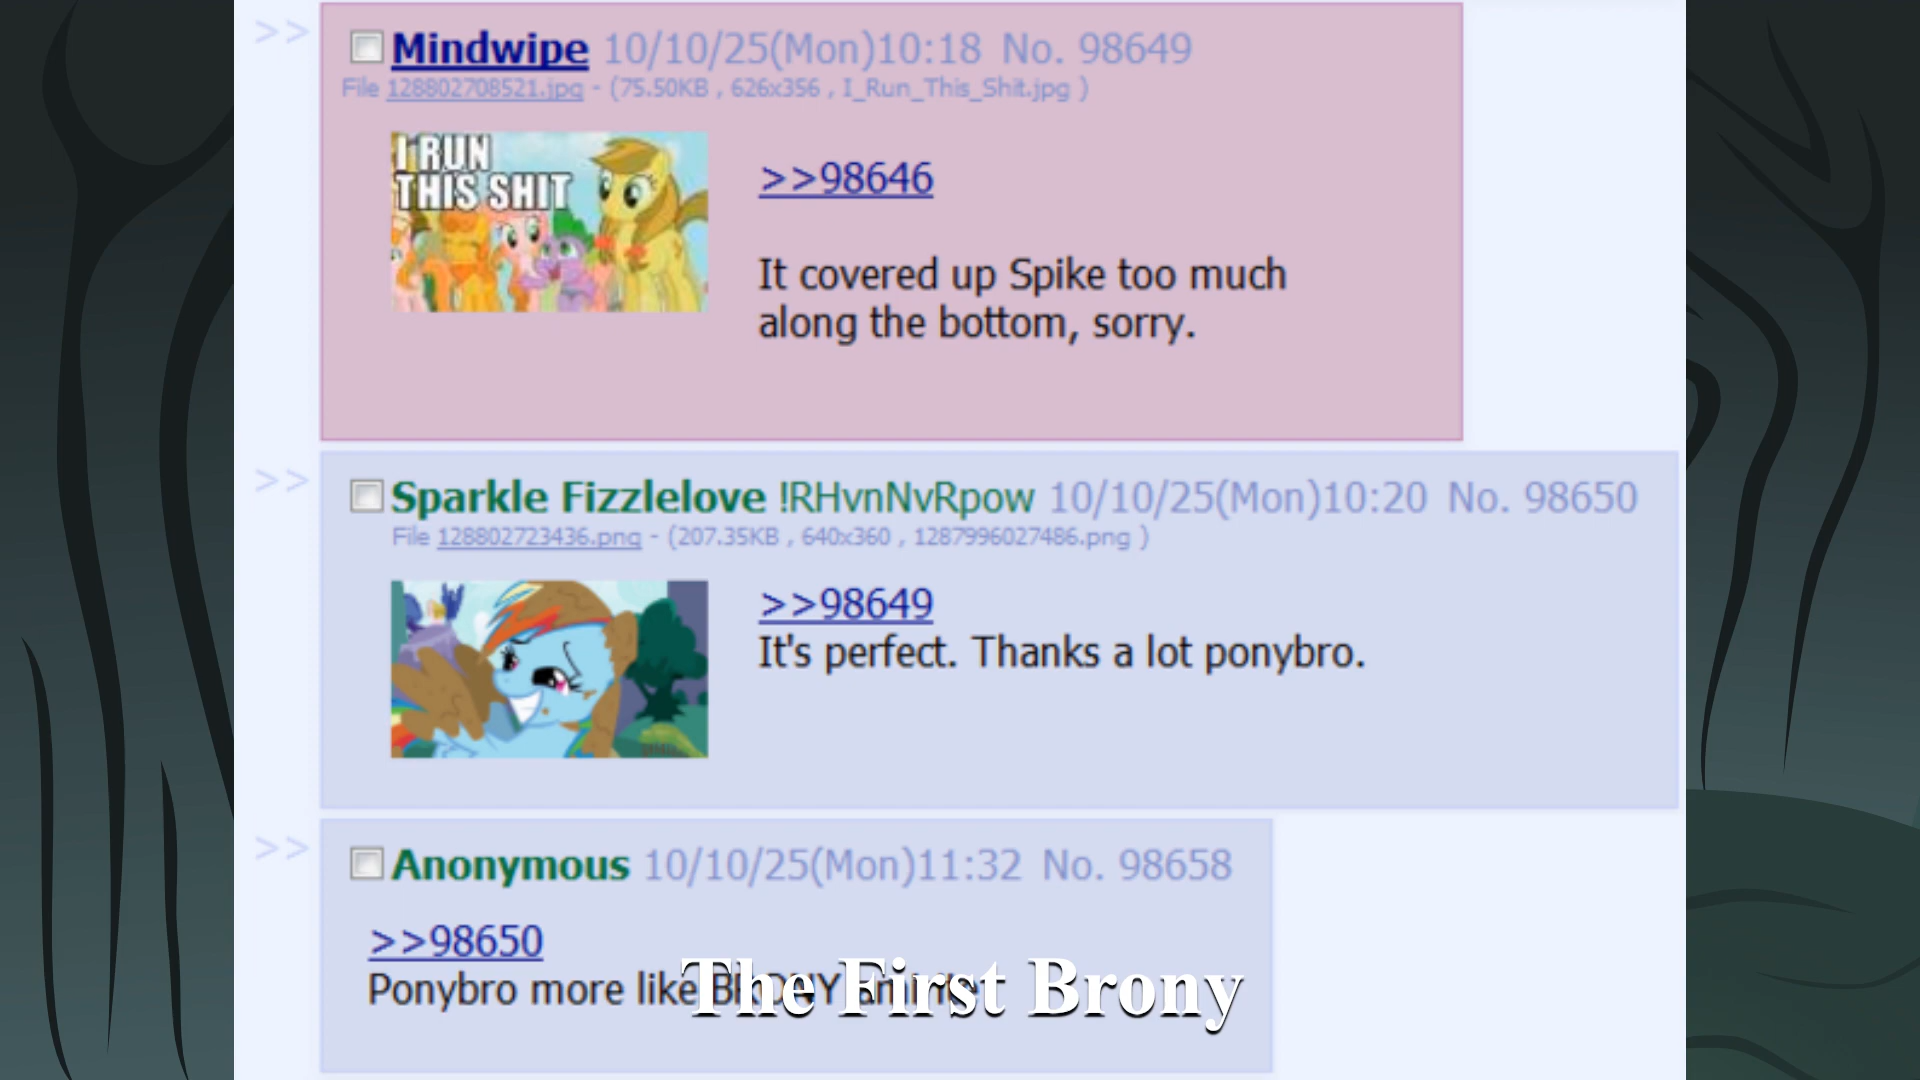 >> Mindwipe 10/10/25(Mon)10:18 No. 98649
File 128802708521.jpg - (75.50KB , 626x356 , I_Run_This_Shit.jpg )
I RUN
THIS SHIT
>>98646
It covered up Spike too much
along the bottom, sorry.
>> Sparkle Fizzlelove !RHvnNvRpow 10/10/25(Mon)10:20 No. 98650
File 128802723436.png - (207.35KB , 640x360 , 1287996027486.png )
>>98649
It's perfect. Thanks a lot ponybro.
>> Anonymous 10/10/25(Mon)11:32 No. 98658
>>98650
Ponybro more like BRONY
The First Brony